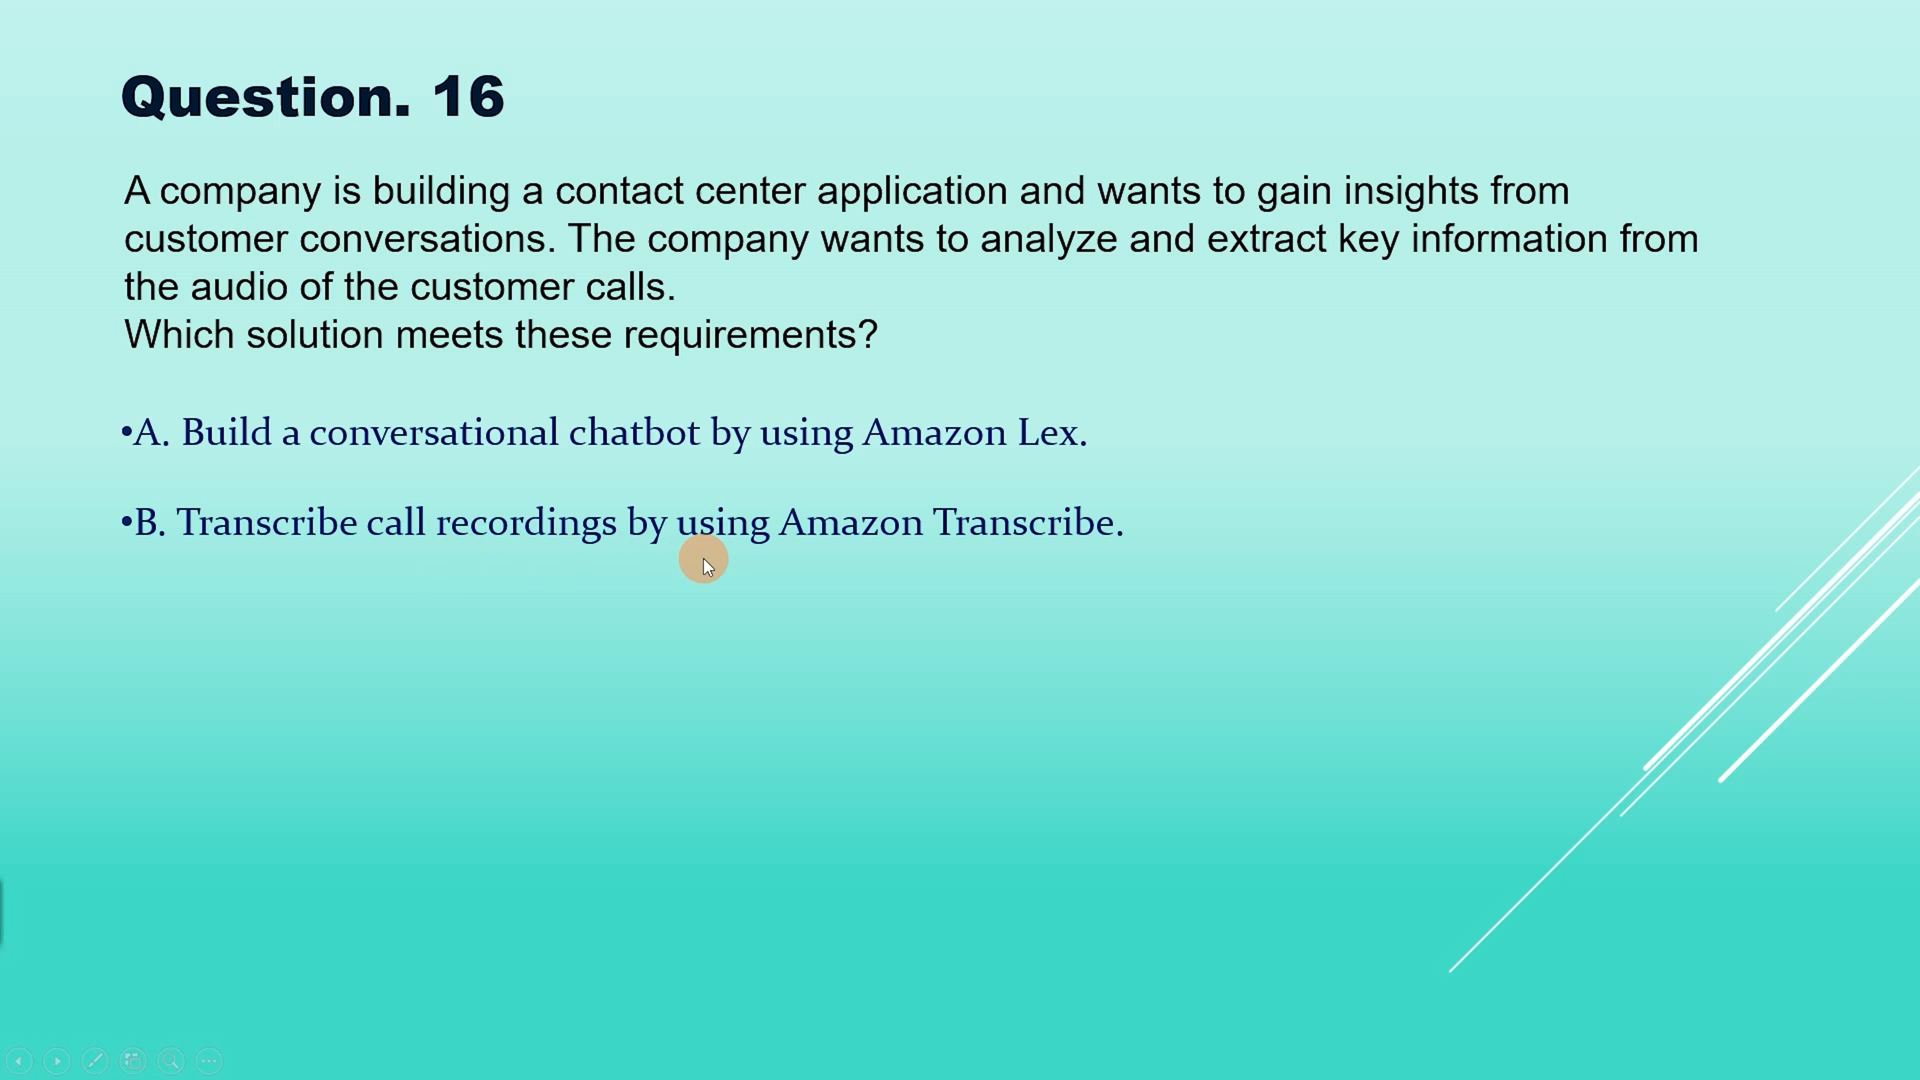 Question. 16
A company is building a contact center application and wants to gain insights from
customer conversations. The company wants to analyze and extract key information from
the audio of the customer calls.
Which solution meets these requirements?
•A. Build a conversational chatbot by using Amazon Lex.
•B. Transcribe call recordings by using Amazon Transcribe.